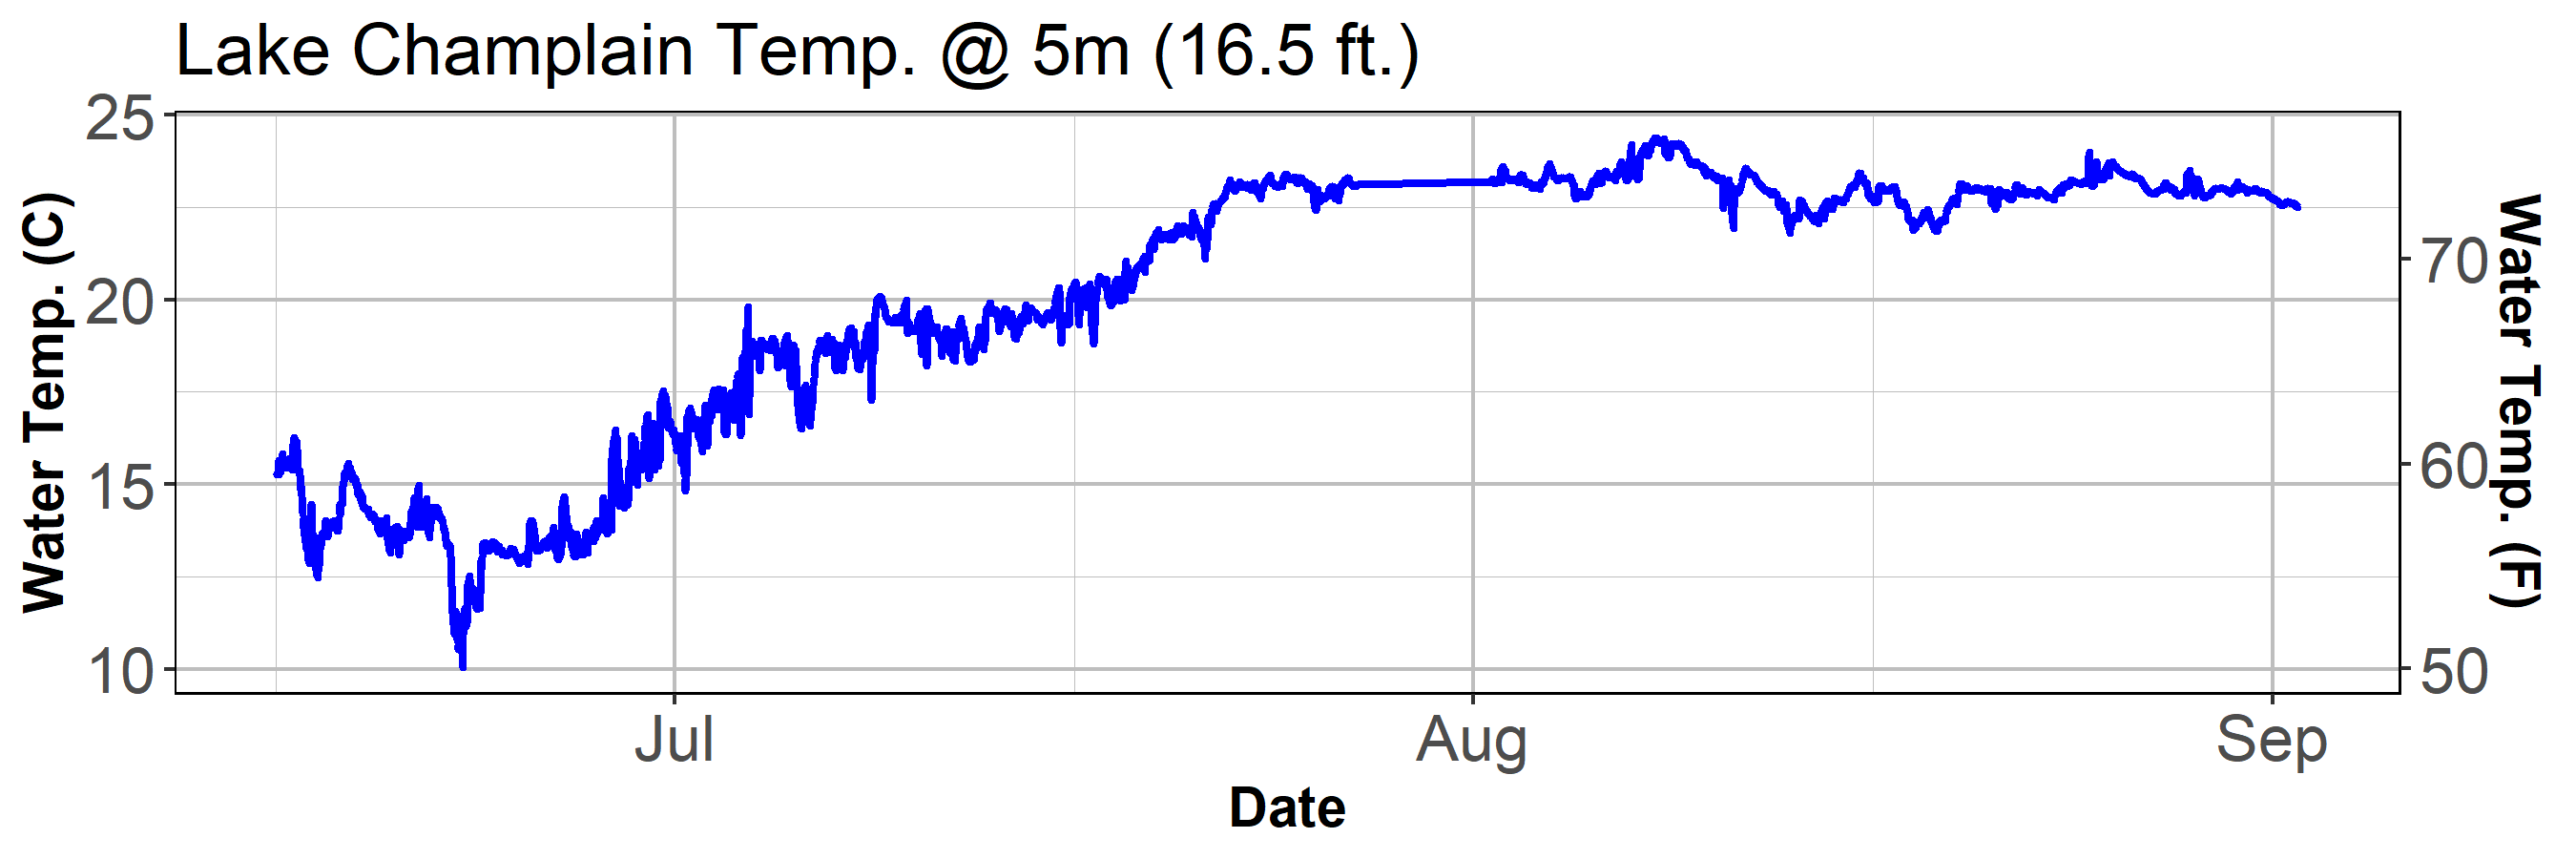 Lake Champlain Temp. @ 5m (16.5 ft.)
25
20
15
10
Water Temp. (C)
70
60
50
Water Temp. (F)
Jul
Aug
Sep
Date